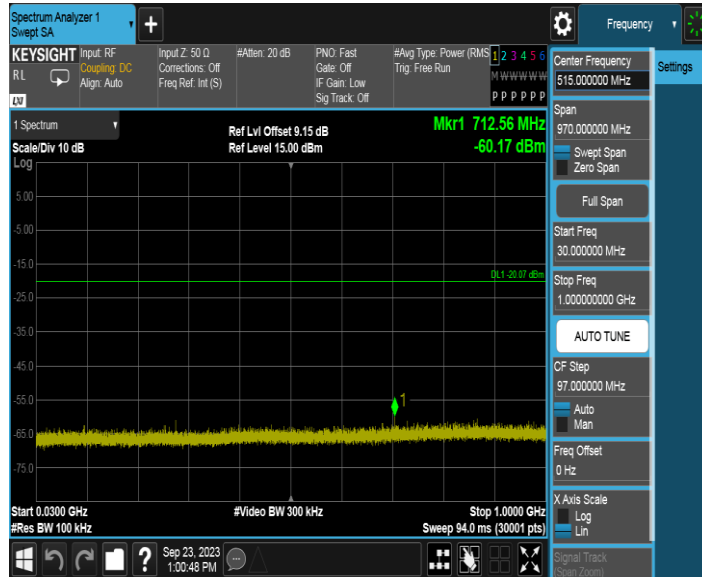 Spectrum Analyzer 1
Swept SA
+
Frequency
KEYSIGHT
RL
LXI
Input: RF
Coupling: DC
Align: Auto
Input Z: 50 Ω
Corrections: Off
Freq Ref: Int (S)
#Atten: 20 dB
PNO: Fast
Gate: Off
IF Gain: Low
Sig Track: Off
#Avg Type: Power (RMS
Trig: Free Run
1 2 3 4 5 6
M W W W W W
P P P P P P
Settings
Center Frequency
515.000000 MHz
Span
970.000000 MHz
Swept Span
Zero Span
Full Span
Start Freq
30.000000 MHz
Stop Freq
1.000000000 GHz
AUTO TUNE
CF Step
97.000000 MHz
Auto
Man
Freq Offset
0 Hz
X Axis Scale
Log
Lin
Signal Track
(Span Zoom)
1 Spectrum
Scale/Div 10 dB
Log
Ref Lvl Offset 9.15 dB
Ref Level 15.00 dBm
Mkr1 712.56 MHz
-60.17 dBm
5.00
-5.00
-15.0
DL1 -20.07 dBm
-25.0
-35.0
-45.0
-55.0
1
-65.0
-75.0
Start 0.0300 GHz
#Res BW 100 kHz
#Video BW 300 kHz
Stop 1.0000 GHz
Sweep 94.0 ms (30001 pts)
?
Sep 23, 2023
1:00:48 PM